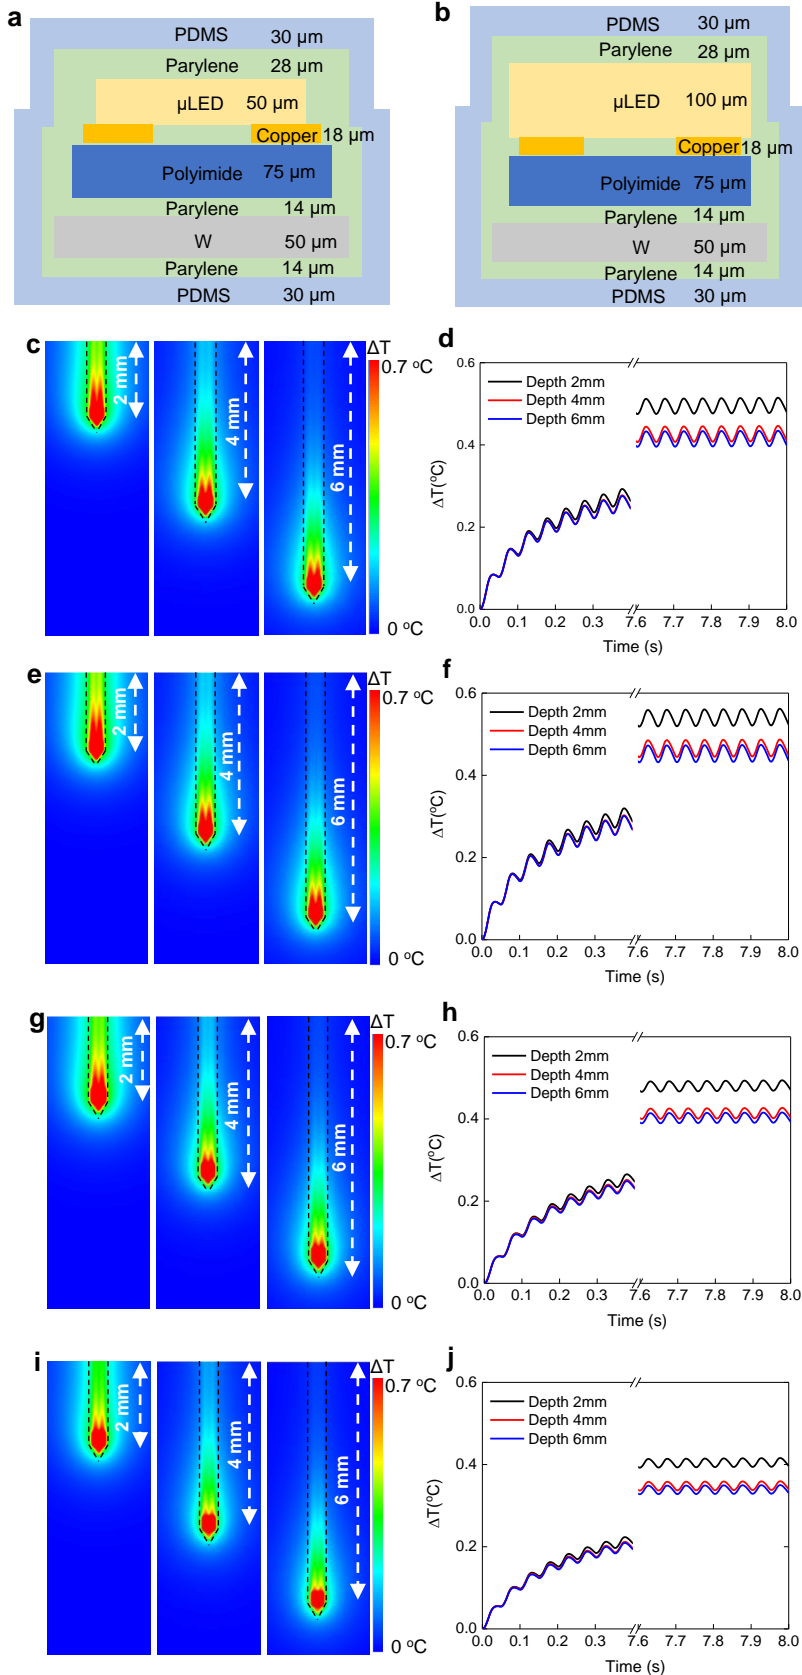 a
PDMS 30 µm
Parylene 28 µm
µLED 50 µm
Copper 18 µm
Polyimide 75 µm
Parylene 14 µm
W 50 µm
Parylene 14 µm
PDMS 30 µm
b
PDMS 30 µm
Parylene 28 µm
µLED 100 µm
Copper 18 µm
Polyimide 75 µm
Parylene 14 µm
W 50 µm
Parylene 14 µm
PDMS 30 µm
c
2 mm
4 mm
6 mm
ΔT
0.7 °C
0 °C
d
0.6
0.4
0.2
0.0
ΔT(°C)
Depth 2mm
Depth 4mm
Depth 6mm
0.0 0.1 0.2 0.3 7.6 7.7 7.8 7.9 8.0
Time (s)
e
2 mm
4 mm
6 mm
ΔT
0.7 °C
0 °C
f
0.6
0.4
0.2
0.0
ΔT(°C)
Depth 2mm
Depth 4mm
Depth 6mm
0.0 0.1 0.2 0.3 7.6 7.7 7.8 7.9 8.0
Time (s)
g
2 mm
4 mm
6 mm
ΔT
0.7 °C
0 °C
h
0.6
0.4
0.2
0.0
ΔT(°C)
Depth 2mm
Depth 4mm
Depth 6mm
0.0 0.1 0.2 0.3 7.6 7.7 7.8 7.9 8.0
Time (s)
i
2 mm
4 mm
6 mm
ΔT
0.7 °C
0 °C
j
0.6
0.4
0.2
0.0
ΔT(°C)
Depth 2mm
Depth 4mm
Depth 6mm
0.0 0.1 0.2 0.3 7.6 7.7 7.8 7.9 8.0
Time (s)